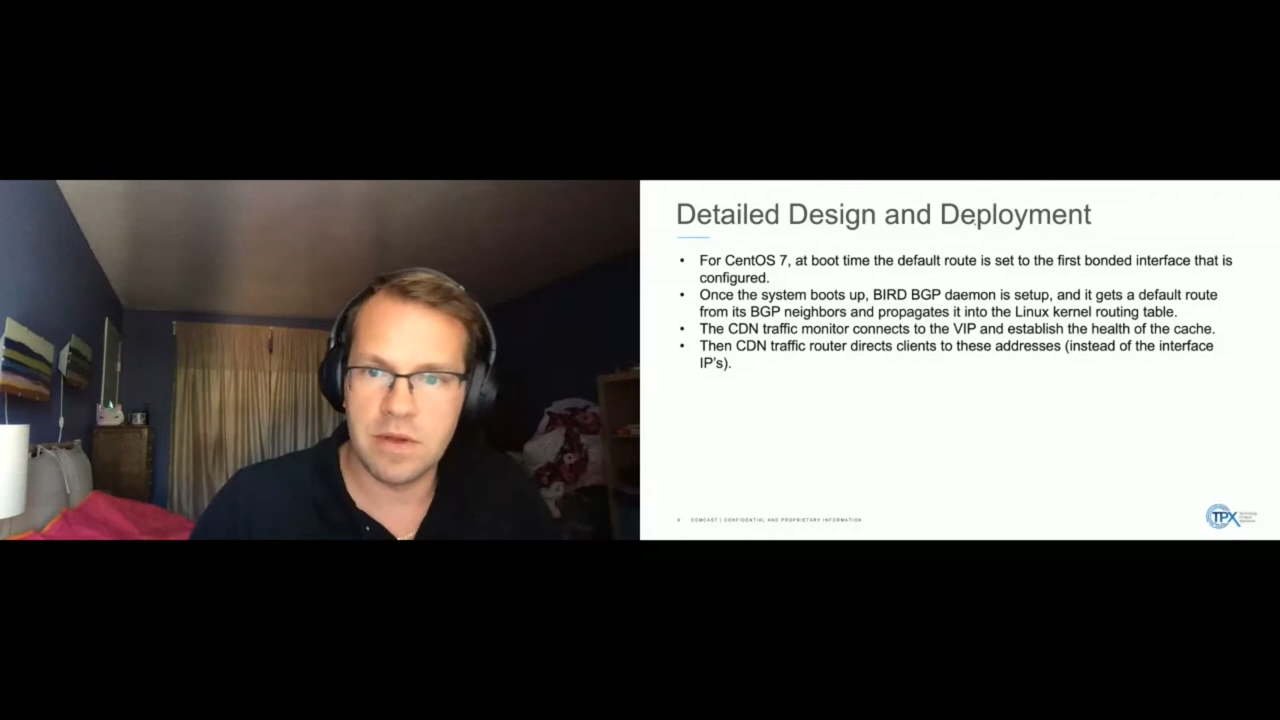 Detailed Design and Deployment
• For CentOS 7, at boot time the default route is set to the first bonded interface that is
configured.
• Once the system boots up, BIRD BGP daemon is setup, and it gets a default route
from its BGP neighbors and propagates it into the Linux kernel routing table.
• The CDN traffic monitor connects to the VIP and establish the health of the cache.
• Then CDN traffic router directs clients to these addresses (instead of the interface
IP's).
COMCAST | CONFIDENTIAL AND PROPRIETARY INFORMATION
TPX